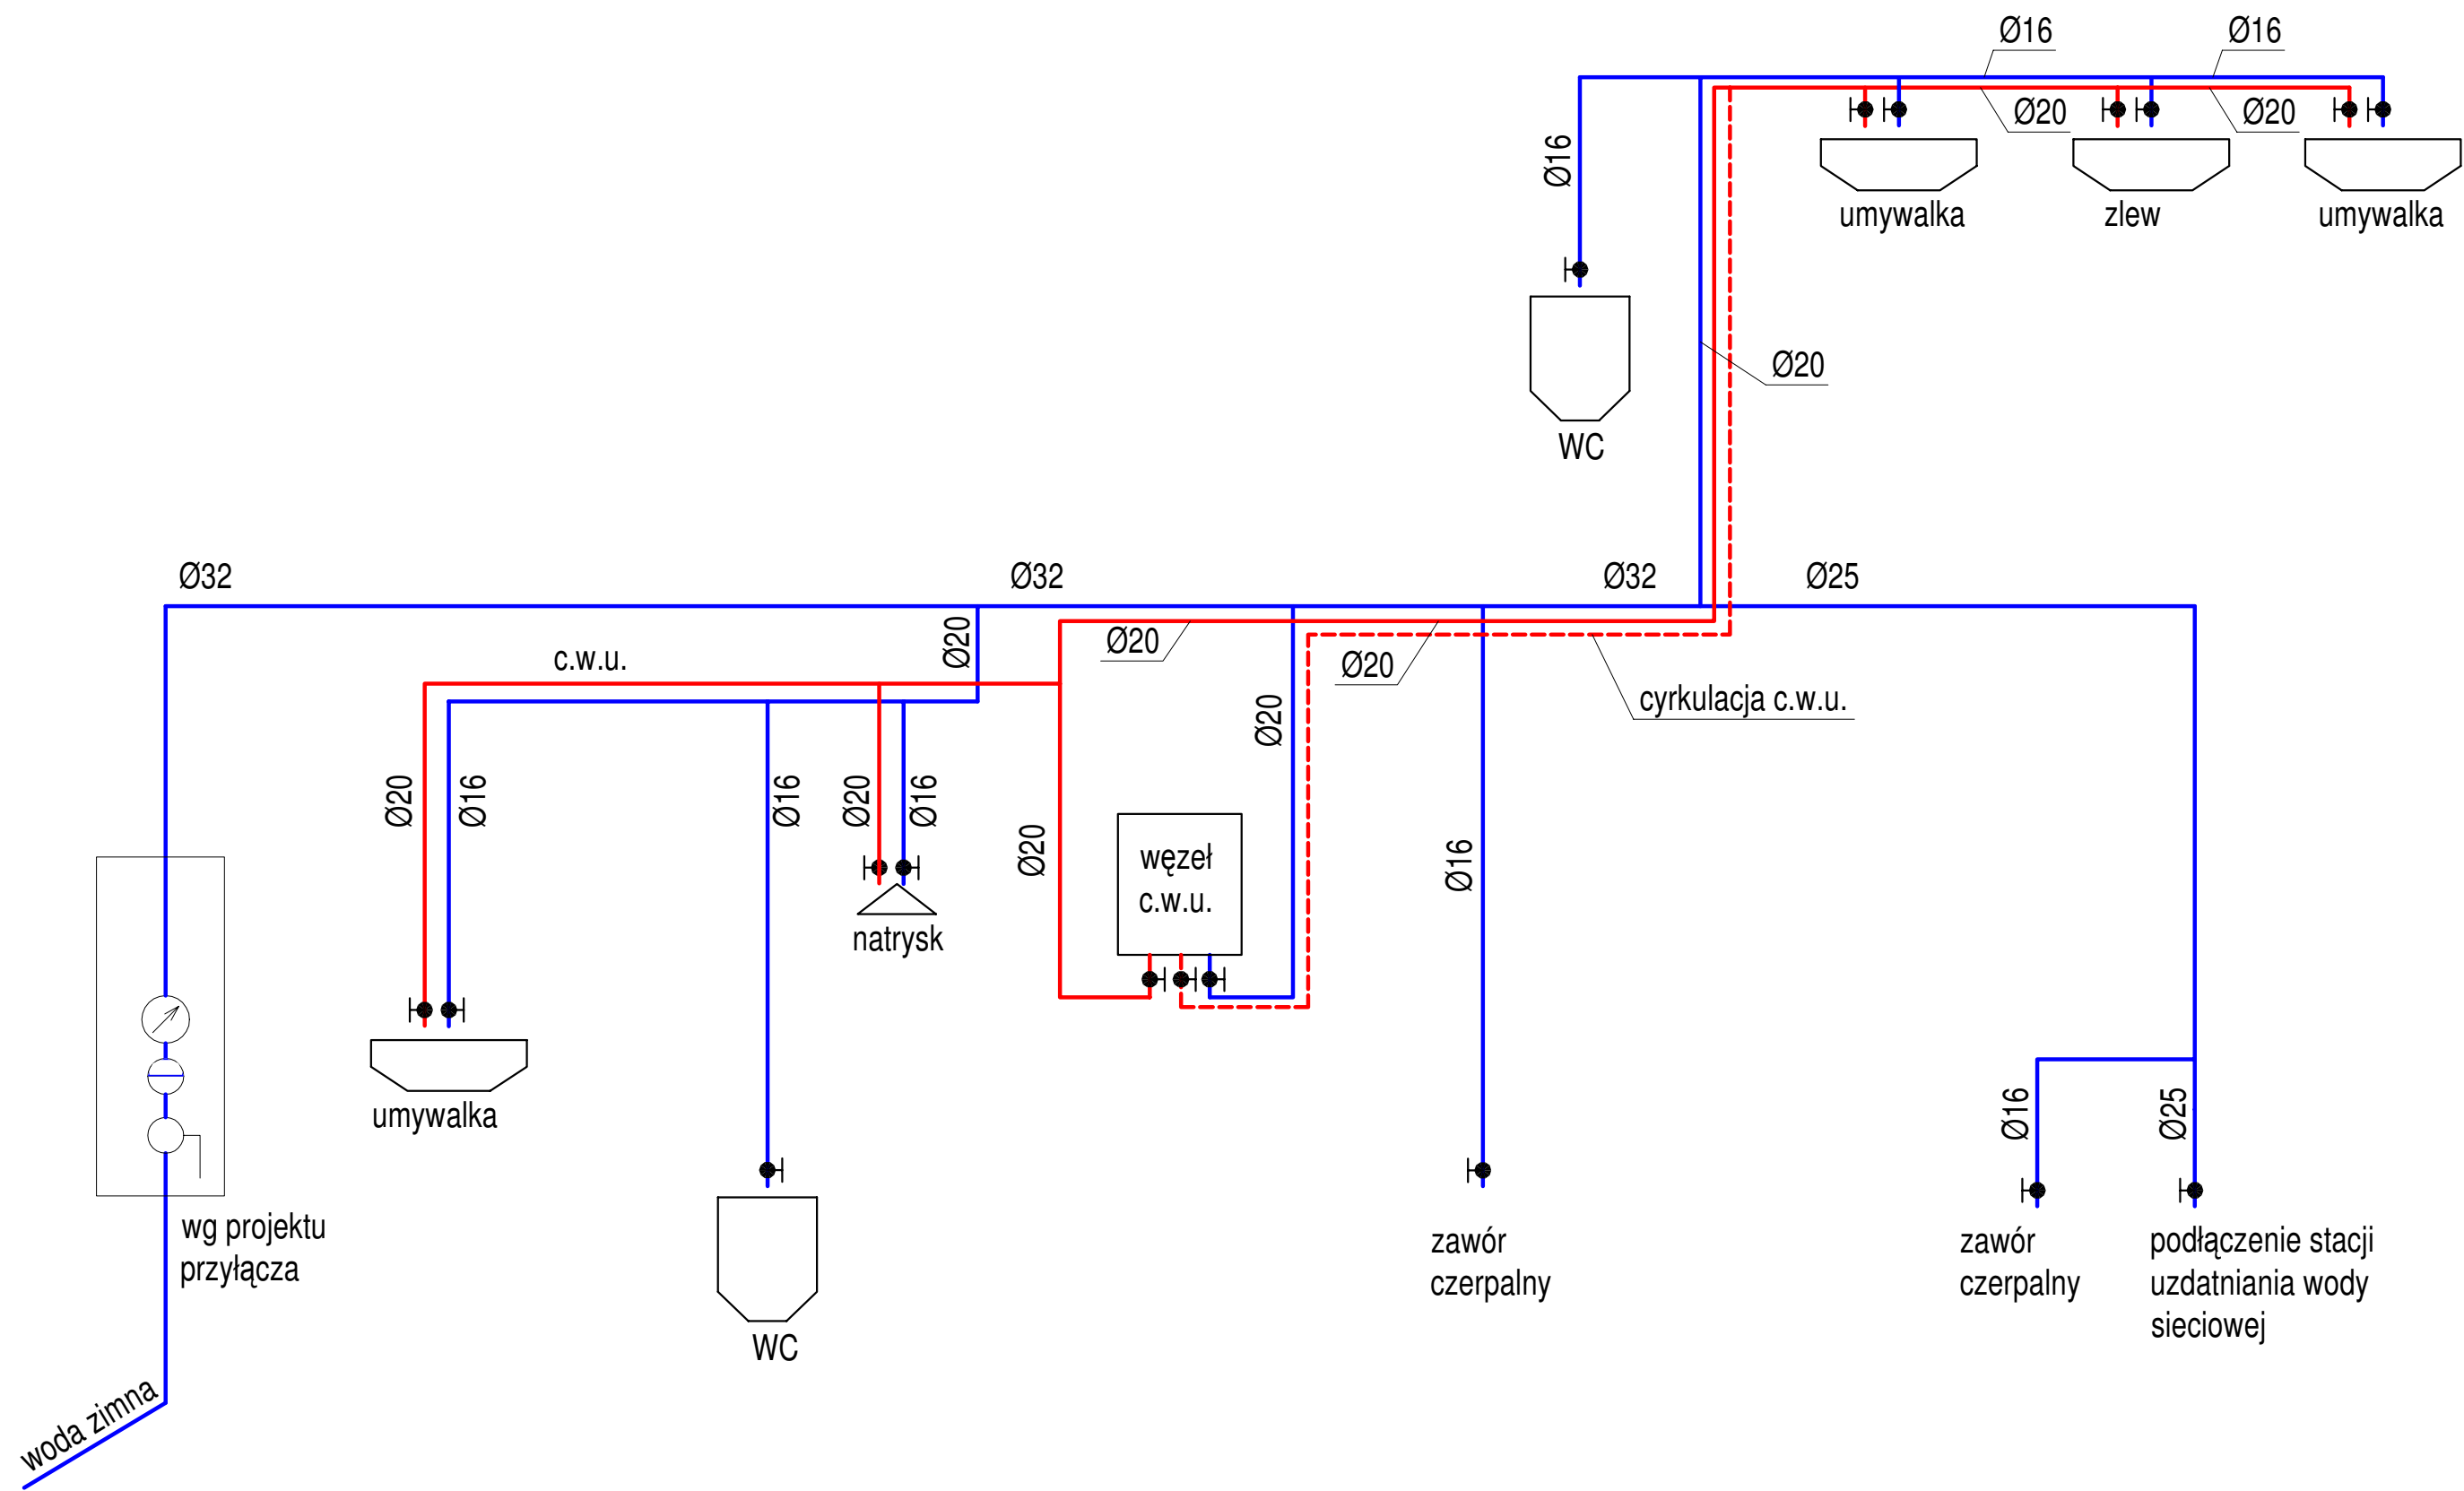 Ø16
Ø16
Ø20
Ø20
Ø16
umywalka
zlew
umywalka
Ø20
WC
Ø32
Ø32
Ø32
Ø25
Ø20
c.w.u.
Ø20
Ø20
cyrkulacja c.w.u.
Ø20
Ø20
Ø16
Ø16
Ø20
Ø16
Ø20
Ø16
węzeł
c.w.u.
natrysk
umywalka
Ø16
Ø25
wg projektu
przyłącza
zawór
czerpalny
zawór
czerpalny
podłączenie stacji
uzdatniania wody
sieciowej
WC
woda zimna